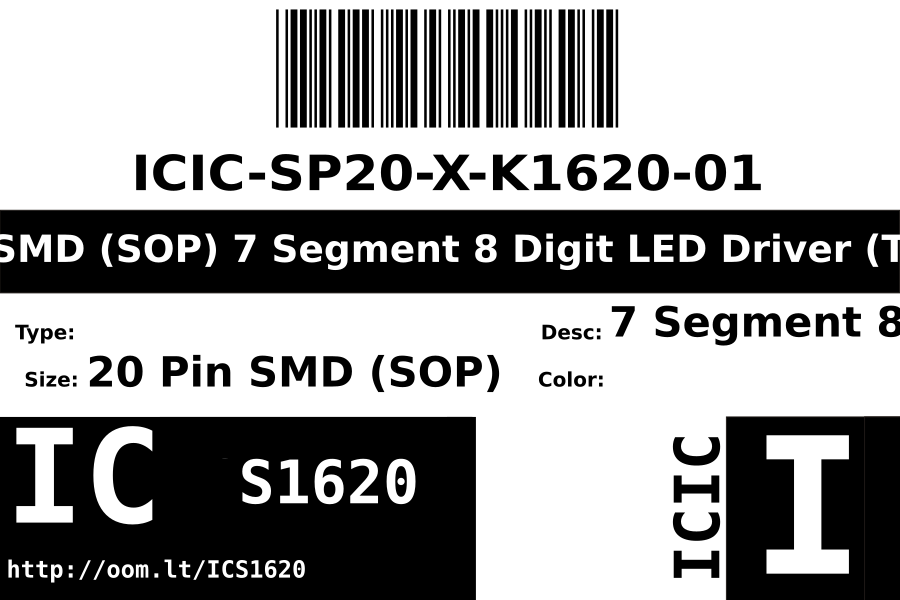 ICIC-SP20-X-K1620-01
SMD (SOP) 7 Segment 8 Digit LED Driver (T
Type:
Desc: 7 Segment 8
Size: 20 Pin SMD (SOP)
Color:
IC
S1620
http://oom.lt/ICS1620
ICIC
I